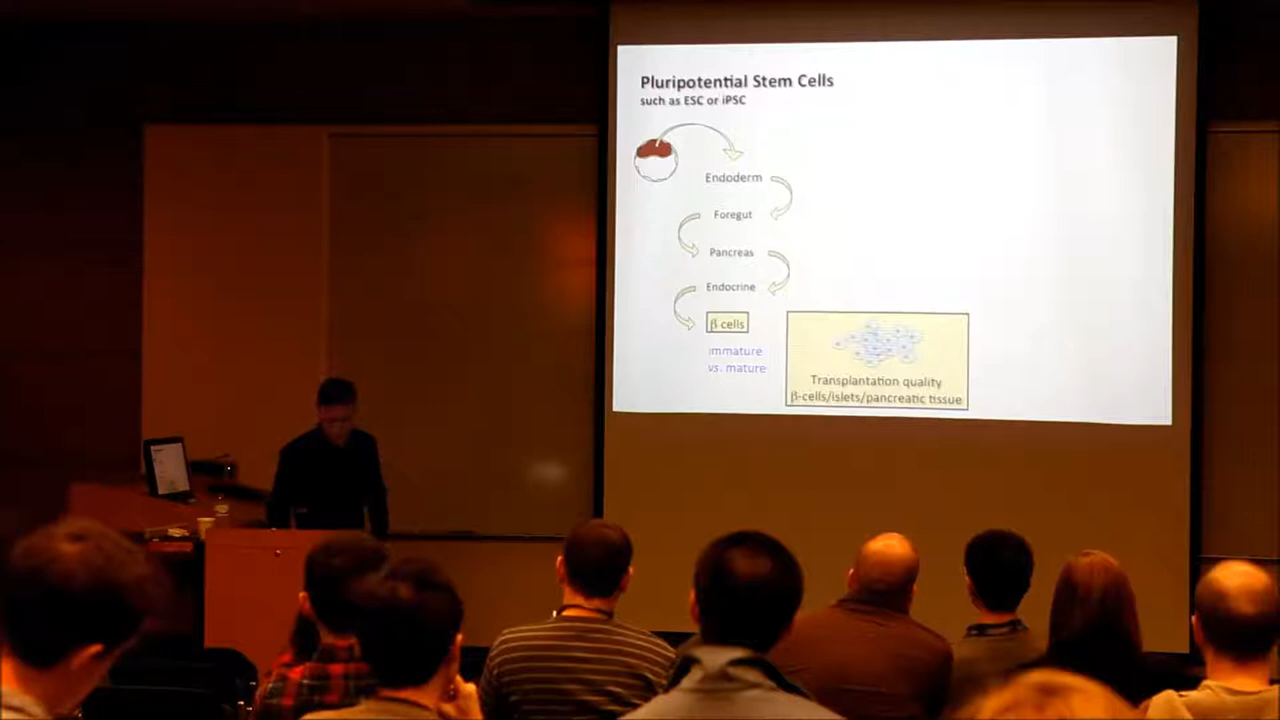 Pluripotential Stem Cells
such as ESC or iPSC
Endoderm
Foregut
Pancreas
Endocrine
β cells
immature
vs. mature
Transplantation quality
β-cells/islets/pancreatic tissue